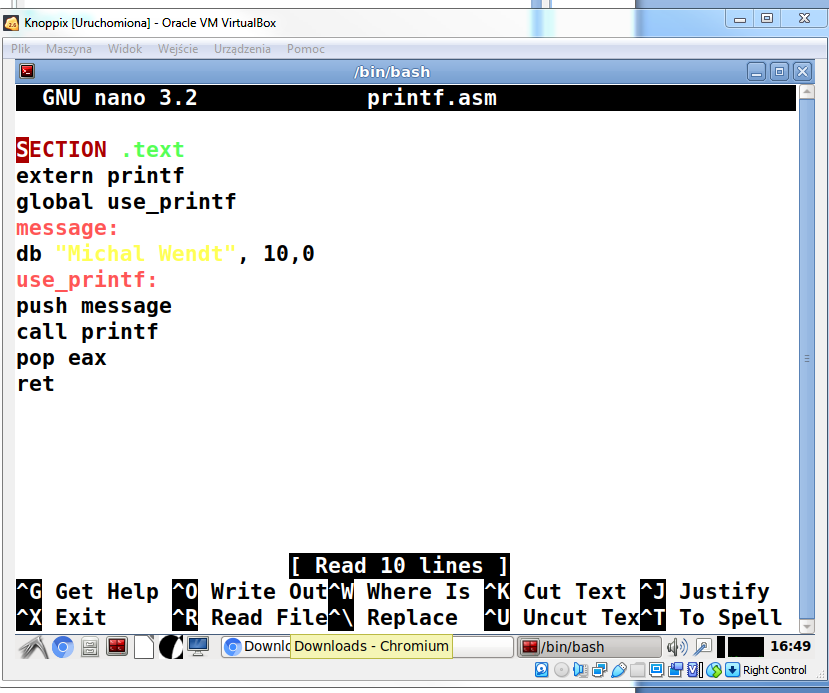 Knoppix [Uruchomiona] - Oracle VM VirtualBox
Plik Maszyna Widok Wejście Urządzenia Pomoc
/bin/bash
GNU nano 3.2 printf.asm
SECTION .text
extern printf
global use_printf
message:
db "Michal Wendt", 10,0
use_printf:
push message
call printf
pop eax
ret
[ Read 10 lines ]
^G Get Help ^O Write Out ^W Where Is ^K Cut Text ^J Justify
^X Exit ^R Read File ^\ Replace ^U Uncut Tex ^T To Spell
Downlo Downloads - Chromium /bin/bash 16:49
Right Control